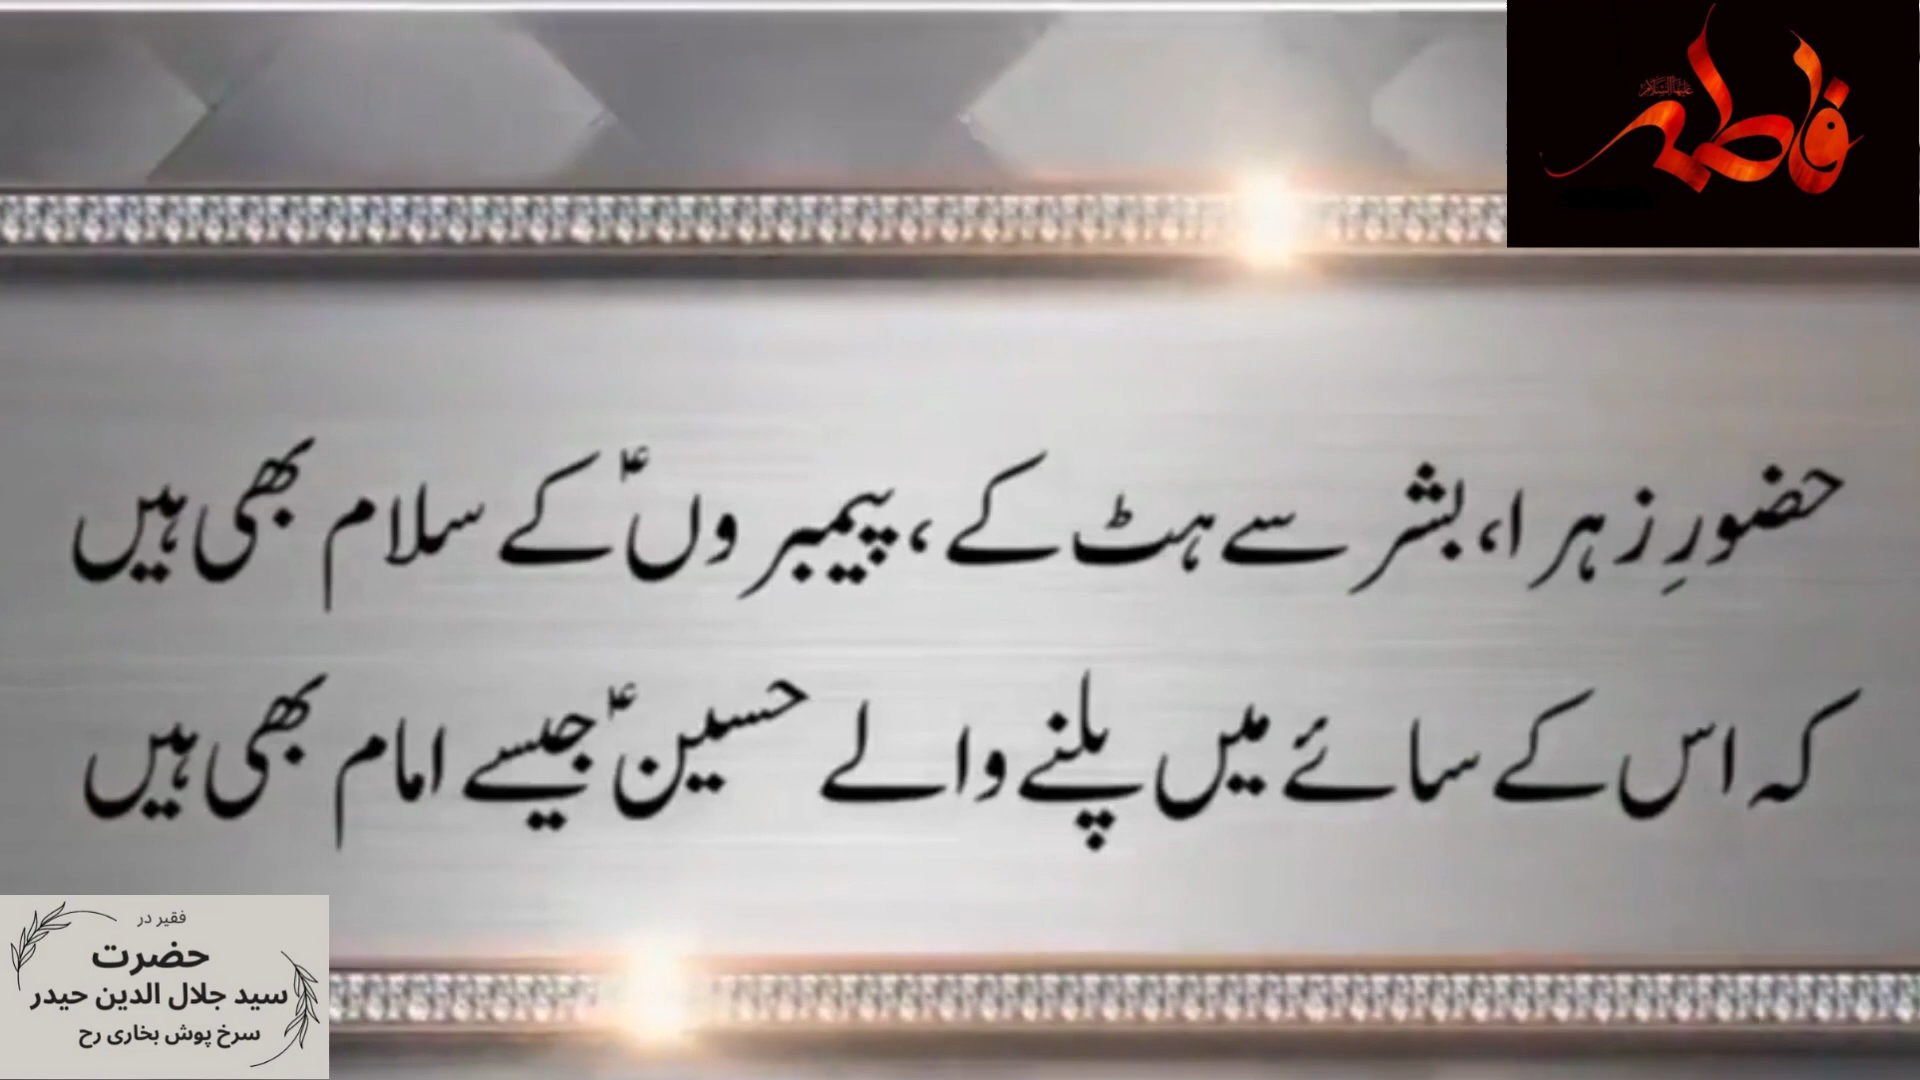 فاطمہ
علیہاالسلام
حضورِ زہرا، بشر سے ہٹ کے، پیمبروںؑ کے سلام بھی ہیں
کہ اس کے سائے میں پلنے والے حسینؑ جیسے امام بھی ہیں
فقیر در
حضرت
سید جلال الدین حیدر
سرخ پوش بخاری رح